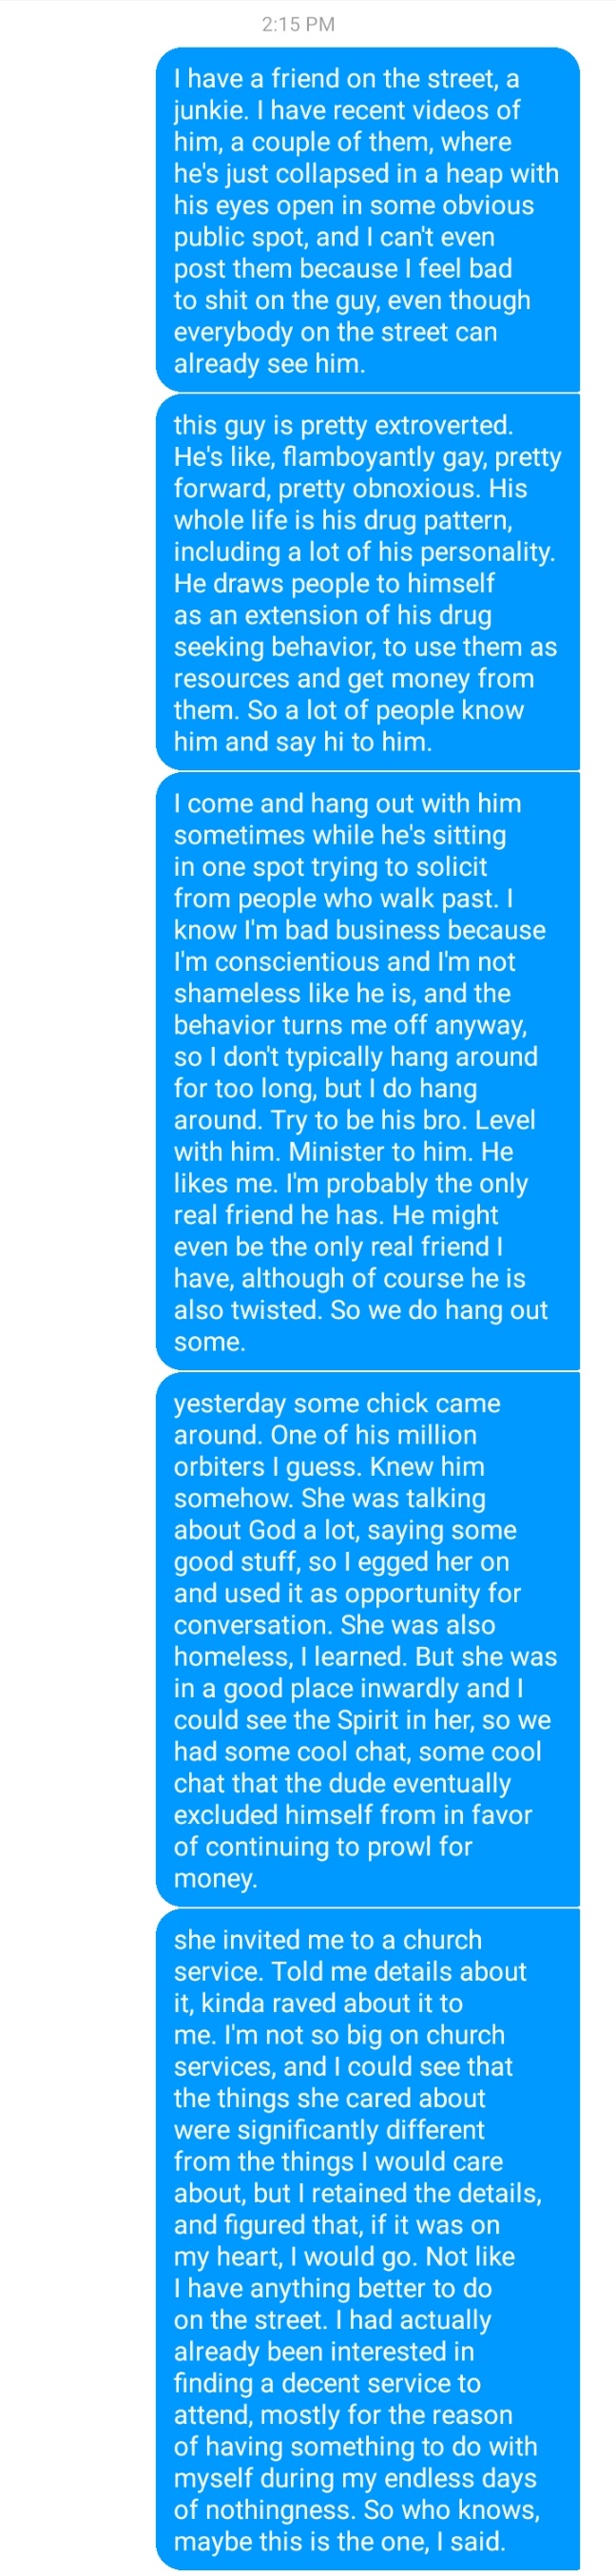 2:15 PM
I have a friend on the street, a
junkie. I have recent videos of
him, a couple of them, where
he's just collapsed in a heap with
his eyes open in some obvious
public spot, and I can't even
post them because I feel bad
to shit on the guy, even though
everybody on the street can
already see him.
this guy is pretty extroverted.
He's like, flamboyantly gay, pretty
forward, pretty obnoxious. His
whole life is his drug pattern,
including a lot of his personality.
He draws people to himself
as an extension of his drug
seeking behavior, to use them as
resources and get money from
them. So a lot of people know
him and say hi to him.
I come and hang out with him
sometimes while he's sitting
in one spot trying to solicit
from people who walk past. I
know I'm bad business because
I'm conscientious and I'm not
shameless like he is, and the
behavior turns me off anyway,
so I don't typically hang around
for too long, but I do hang
around. Try to be his bro. Level
with him. Minister to him. He
likes me. I'm probably the only
real friend he has. He might
even be the only real friend I
have, although of course he is
also twisted. So we do hang out
some.
yesterday some chick came
around. One of his million
orbiters I guess. Knew him
somehow. She was talking
about God a lot, saying some
good stuff, so I egged her on
and used it as opportunity for
conversation. She was also
homeless, I learned. But she was
in a good place inwardly and I
could see the Spirit in her, so we
had some cool chat, some cool
chat that the dude eventually
excluded himself from in favor
of continuing to prowl for
money.
she invited me to a church
service. Told me details about
it, kinda raved about it to
me. I'm not so big on church
services, and I could see that
the things she cared about
were significantly different
from the things I would care
about, but I retained the details,
and figured that, if it was on
my heart, I would go. Not like
I have anything better to do
on the street. I had actually
already been interested in
finding a decent service to
attend, mostly for the reason
of having something to do with
myself during my endless days
of nothingness. So who knows,
maybe this is the one, I said.